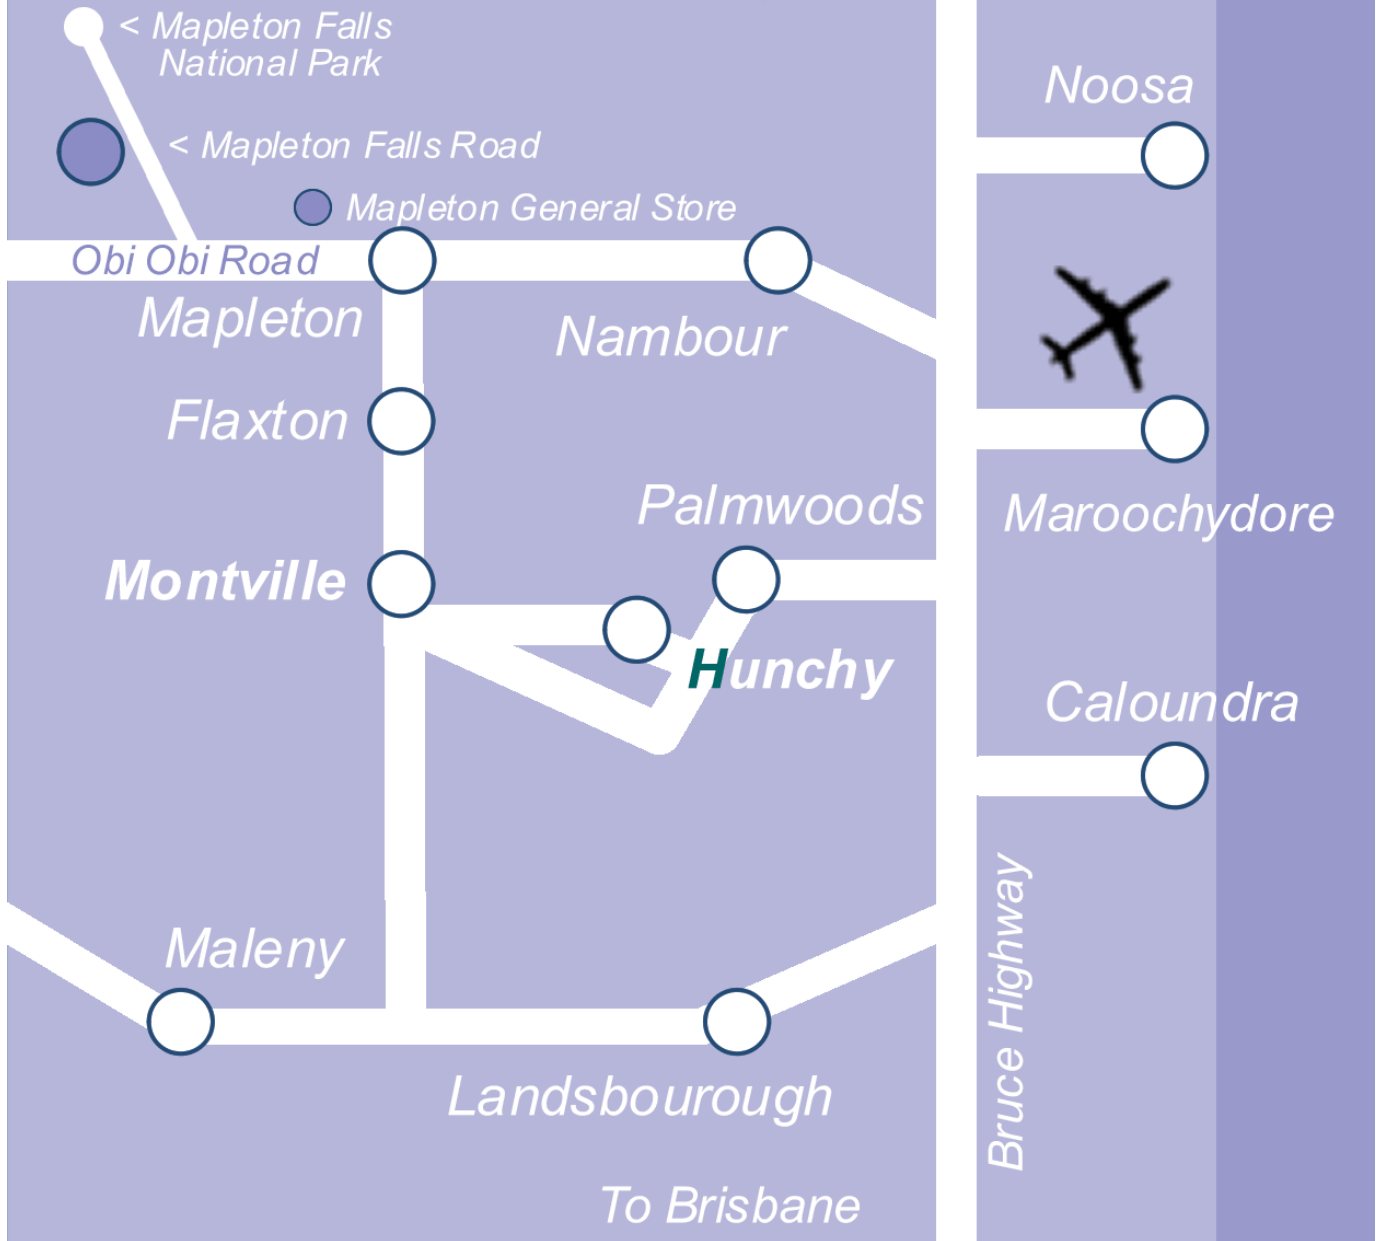 < Mapleton Falls
National Park
Noosa
< Mapleton Falls Road
Mapleton General Store
Obi Obi Road
Mapleton
Nambour
Flaxton
Palmwoods
Maroochydore
Montville
Hunchy
Caloundra
Maleny
Bruce Highway
Landsbourough
To Brisbane